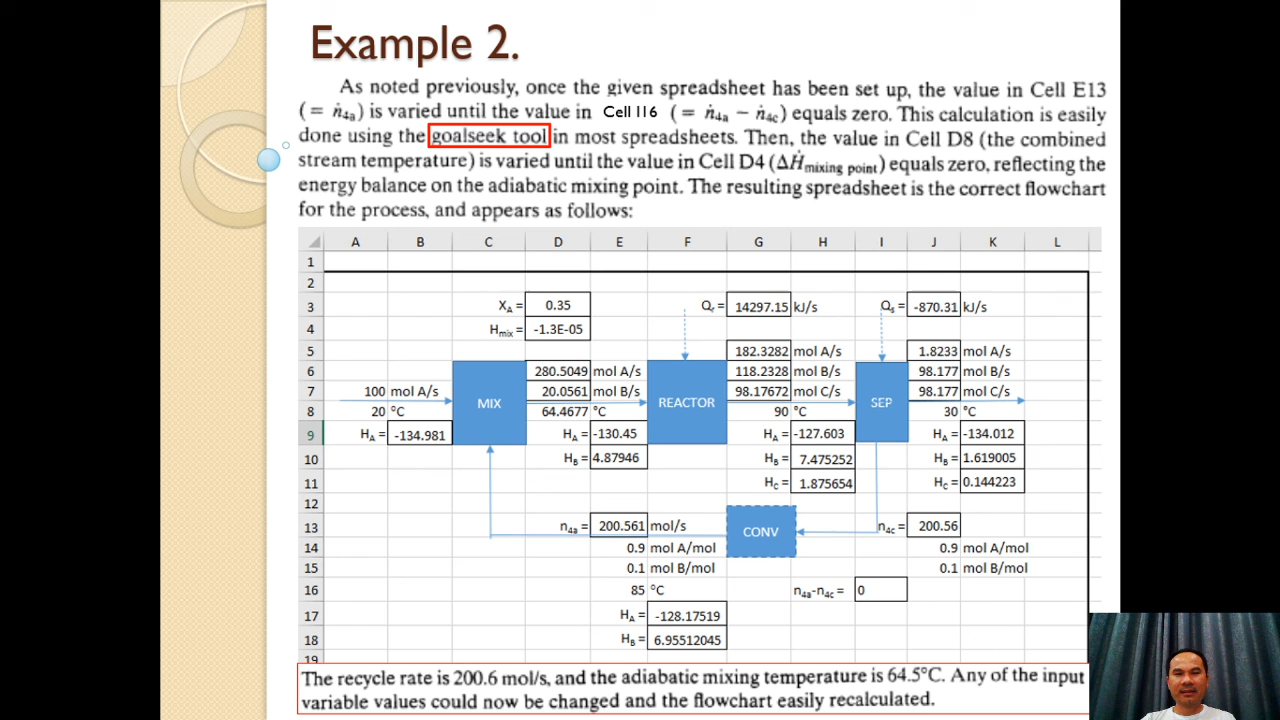 Example 2.
As noted previously, once the given spreadsheet has been set up, the value in Cell E13
(= ṅ4a) is varied until the value in Cell I16 (= ṅ4a − ṅ4c) equals zero. This calculation is easily
done using the goalseek tool in most spreadsheets. Then, the value in Cell D8 (the combined
stream temperature) is varied until the value in Cell D4 (ΔḢmixing point) equals zero, reflecting the
energy balance on the adiabatic mixing point. The resulting spreadsheet is the correct flowchart
for the process, and appears as follows:
A B C D E F G H I J K L
1
2
3 XA = 0.35 Qr = 14297.15 kJ/s Qs = -870.31 kJ/s
4 Hmix = -1.3E-05
5 182.3282 mol A/s 1.8233 mol A/s
6 280.5049 mol A/s 118.2328 mol B/s 98.177 mol B/s
7 100 mol A/s 20.0561 mol B/s 98.17672 mol C/s 98.177 mol C/s
MIX REACTOR SEP
8 20 °C 64.4677 °C 90 °C 30 °C
9 HA = -134.981 HA = -130.45 HA = -127.603 HA = -134.012
10 HB = 4.87946 HB = 7.475252 HB = 1.619005
11 HC = 1.875654 HC = 0.144223
12
13 n4a = 200.561 mol/s CONV n4c = 200.56
14 0.9 mol A/mol 0.9 mol A/mol
15 0.1 mol B/mol 0.1 mol B/mol
16 85 °C n4a-n4c = 0
17 HA = -128.17519
18 HB = 6.95512045
19
The recycle rate is 200.6 mol/s, and the adiabatic mixing temperature is 64.5°C. Any of the input
variable values could now be changed and the flowchart easily recalculated.